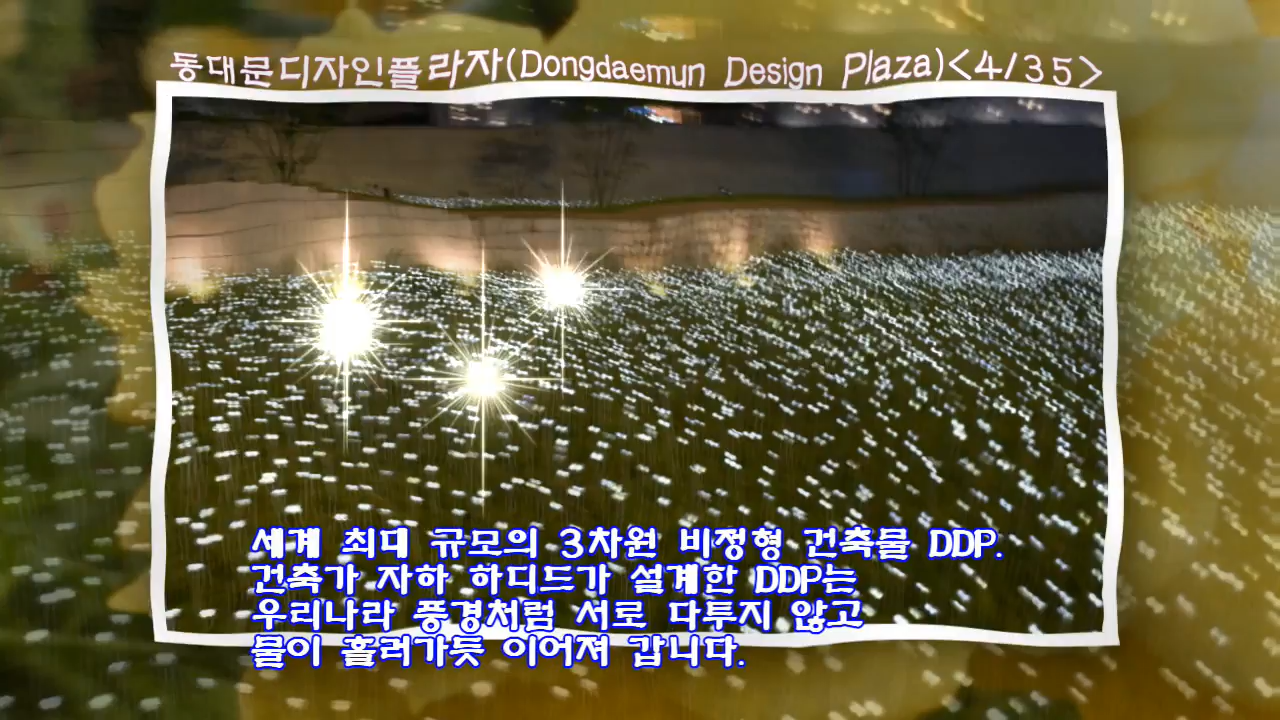 동대문디자인플라자(Dongdaemun Design Plaza)<4/35>
세계 최대 규모의 3차원 비정형 건축물 DDP.
건축가 자하 하디드가 설계한 DDP는
우리나라 풍경처럼 서로 다투지 않고
물이 흘러가듯 이어져 갑니다.